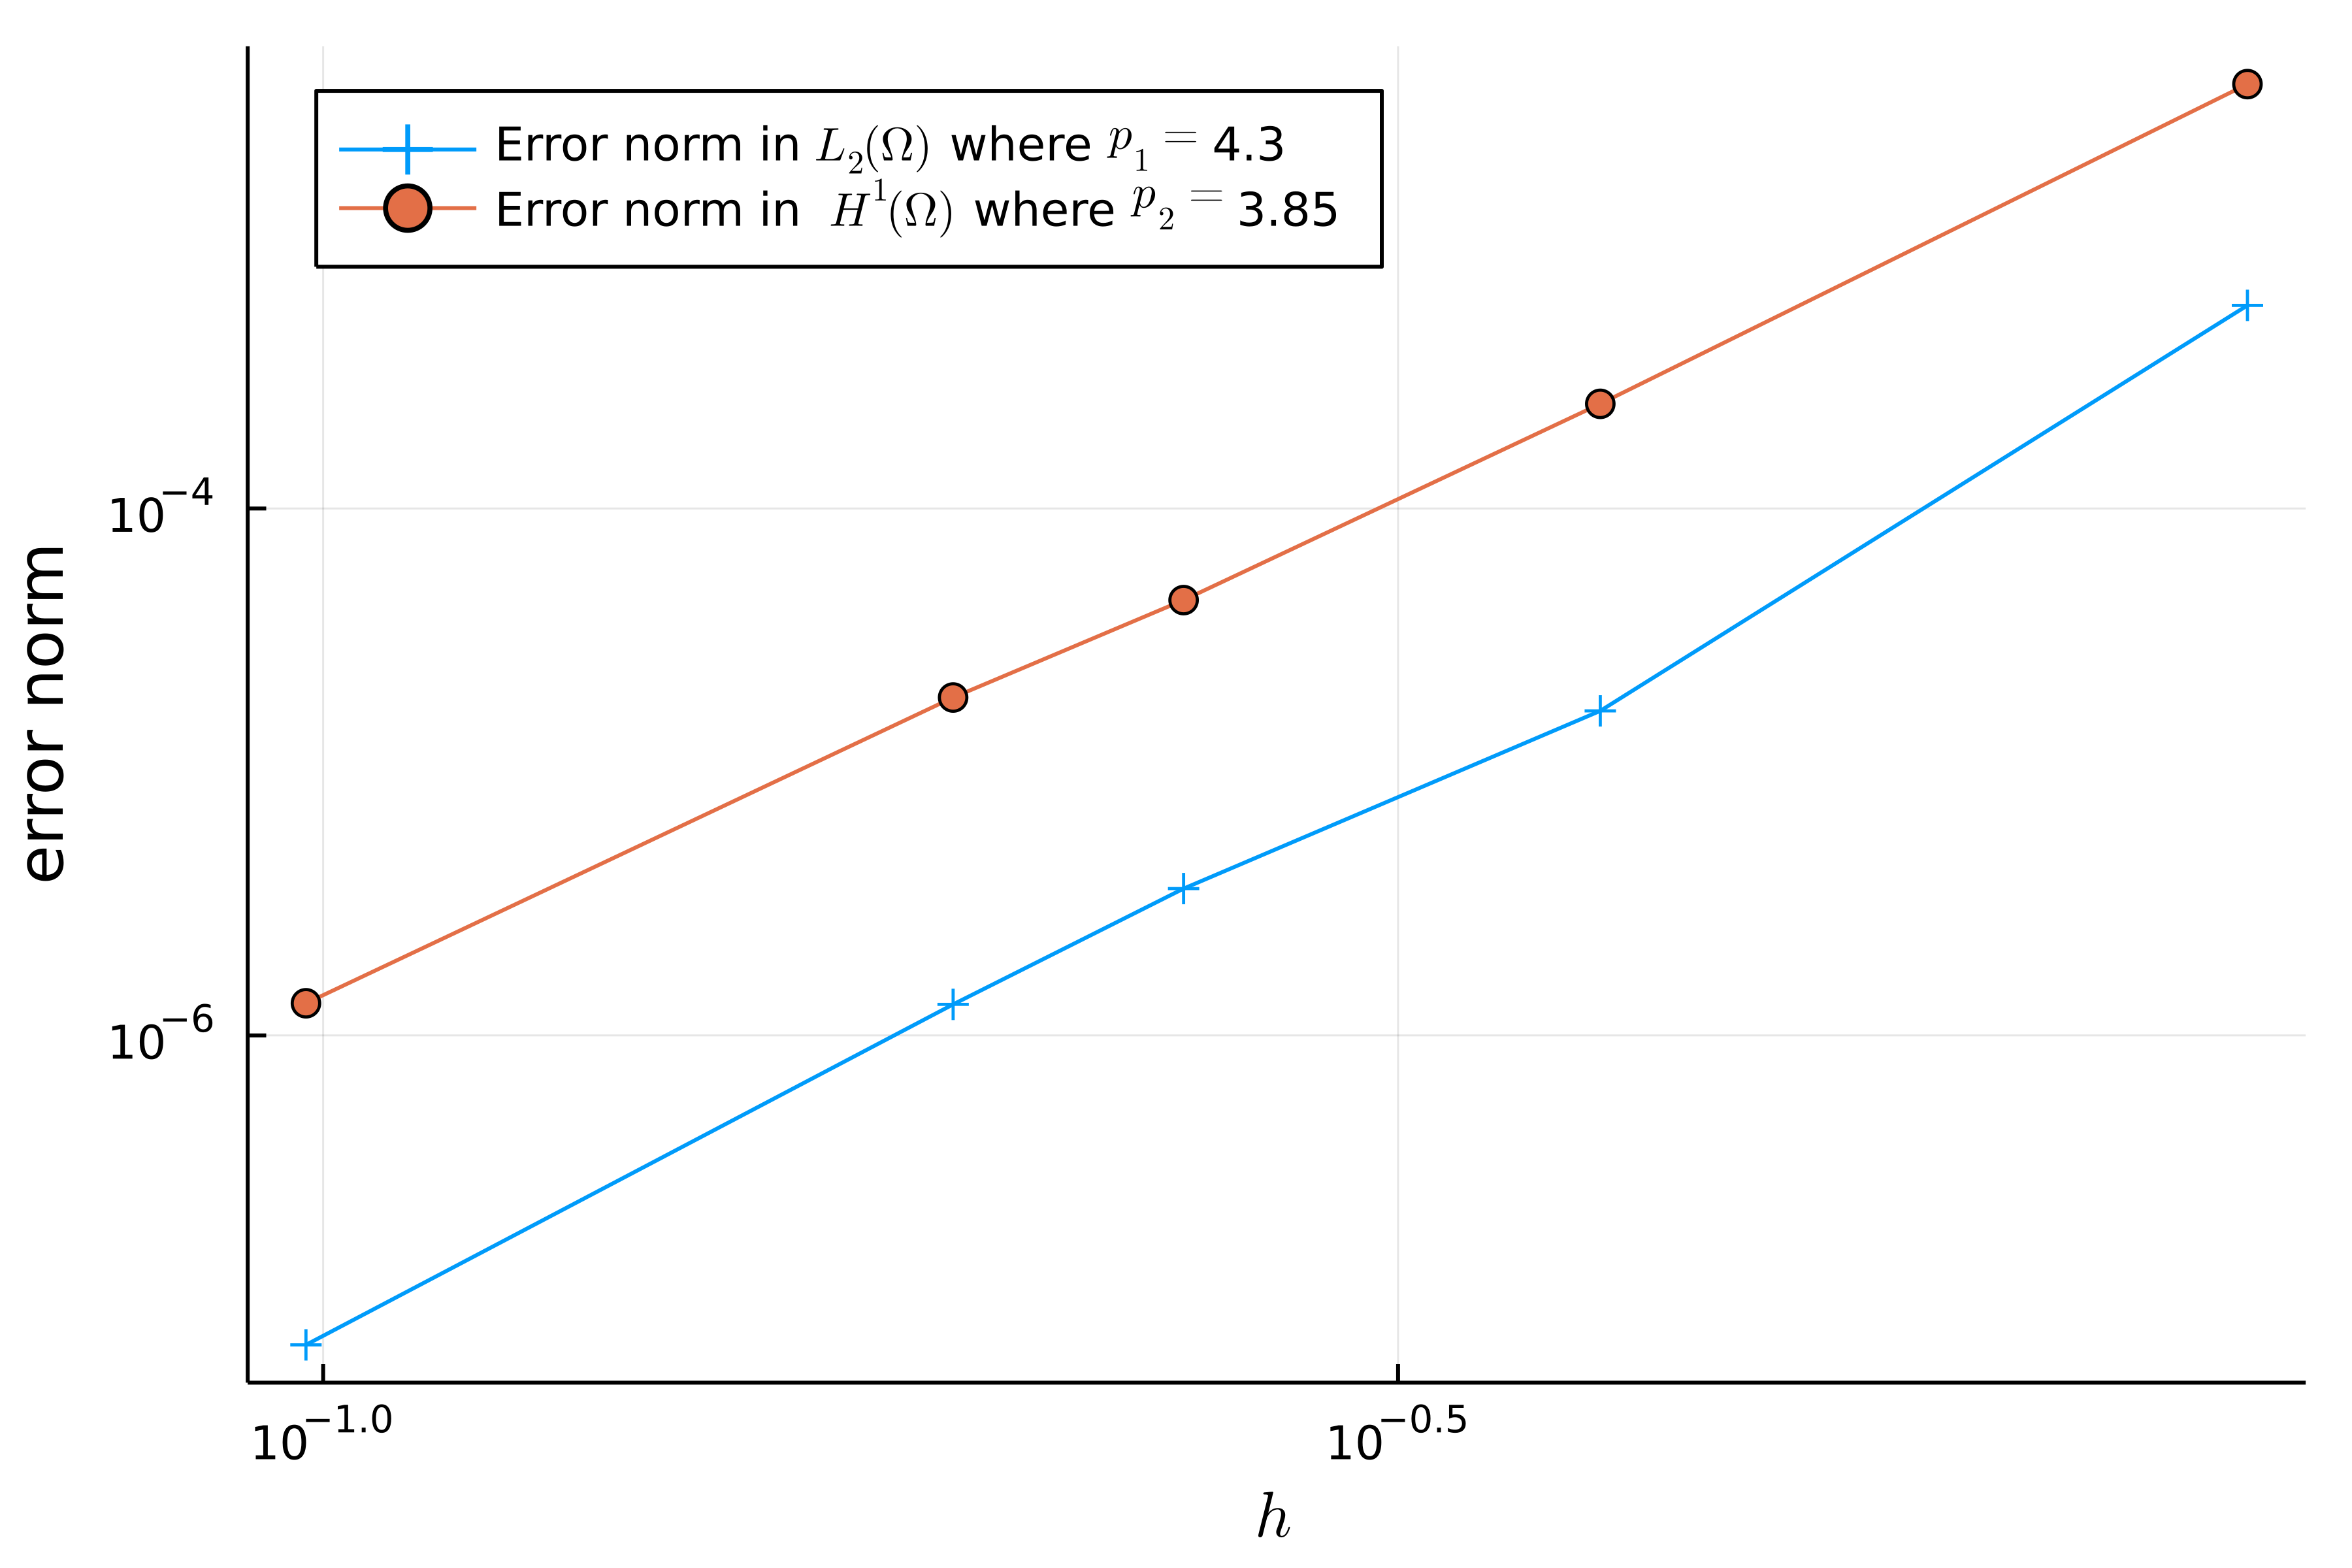 Error norm in L₂(Ω) where p₁ = 4.3
Error norm in H¹(Ω) where p₂ = 3.85
error norm
10⁻⁴
10⁻⁶
10⁻¹·⁰
10⁻⁰·⁵
h